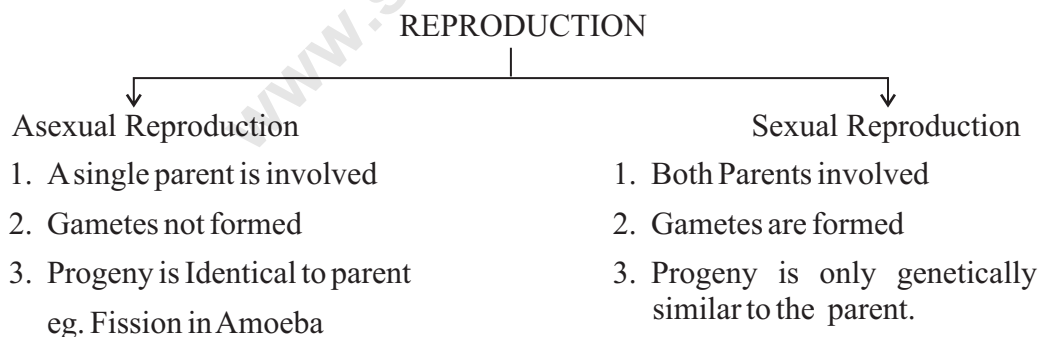 REPRODUCTION
Asexual Reproduction
1. A single parent is involved
2. Gametes not formed
3. Progeny is Identical to parent
eg. Fission in Amoeba
Sexual Reproduction
1. Both Parents involved
2. Gametes are formed
3. Progeny is only genetically
similar to the parent.
www.s